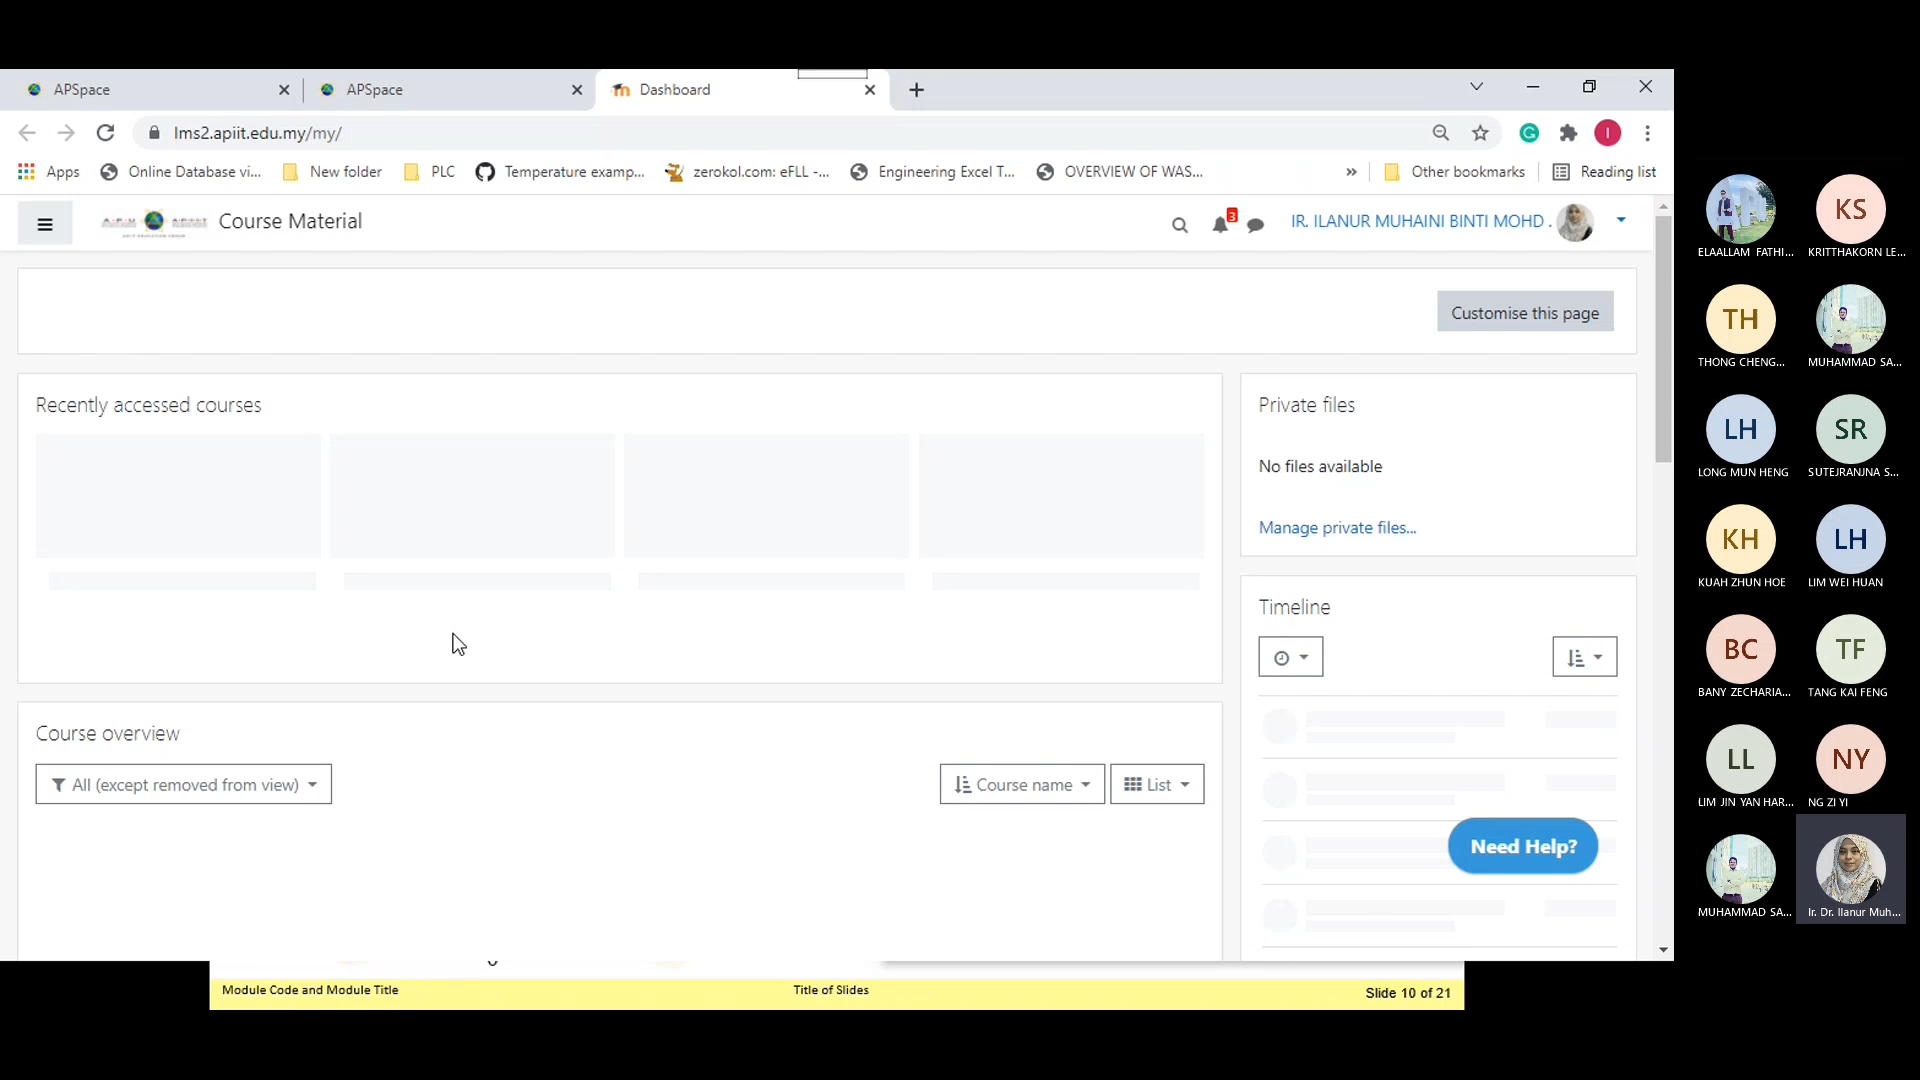 APSpace
APSpace
Dashboard
lms2.apiit.edu.my/my/
Apps
Online Database vi...
New folder
PLC
Temperature examp...
zerokol.com: eFLL -...
Engineering Excel T...
OVERVIEW OF WAS...
»
Other bookmarks
Reading list
I
Course Material
3
IR. ILANUR MUHAINI BINTI MOHD .
Customise this page
Recently accessed courses
Private files
No files available
Manage private files...
Timeline
Course overview
All (except removed from view)
Course name
List
Need Help?
Module Code and Module Title
Title of Slides
Slide 10 of 21
ELAALLAM FATHI...
KS
KRITTHAKORN LE...
TH
THONG CHENG...
MUHAMMAD SA...
LH
LONG MUN HENG
SR
SUTEJRANJNA S...
KH
KUAH ZHUN HOE
LH
LIM WEI HUAN
BC
BANY ZECHARIA...
TF
TANG KAI FENG
LL
LIM JIN YAN HAR...
NY
NG ZI YI
MUHAMMAD SA...
Ir. Dr. Ilanur Muh...